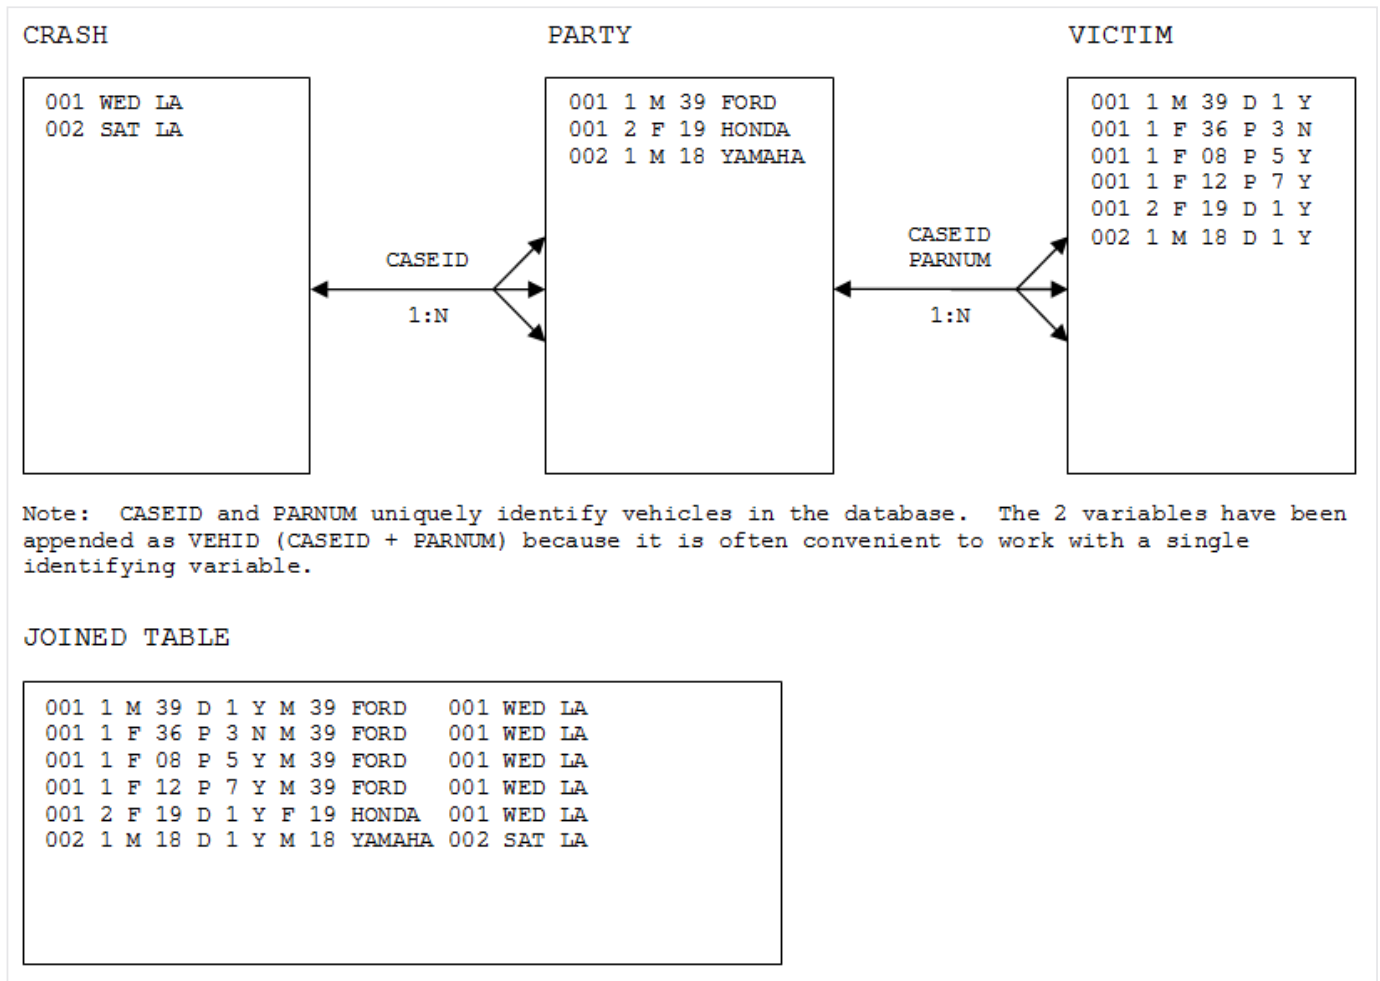 CRASH
PARTY
VICTIM
001 WED LA
002 SAT LA
001 1 M 39 FORD
001 2 F 19 HONDA
002 1 M 18 YAMAHA
001 1 M 39 D 1 Y
001 1 F 36 P 3 N
001 1 F 08 P 5 Y
001 1 F 12 P 7 Y
001 2 F 19 D 1 Y
002 1 M 18 D 1 Y
CASEID
1:N
CASEID
PARNUM
1:N
Note:  CASEID and PARNUM uniquely identify vehicles in the database.  The 2 variables have been
appended as VEHID (CASEID + PARNUM) because it is often convenient to work with a single
identifying variable.
JOINED TABLE
001 1 M 39 D 1 Y M 39 FORD   001 WED LA
001 1 F 36 P 3 N M 39 FORD   001 WED LA
001 1 F 08 P 5 Y M 39 FORD   001 WED LA
001 1 F 12 P 7 Y M 39 FORD   001 WED LA
001 2 F 19 D 1 Y F 19 HONDA  001 WED LA
002 1 M 18 D 1 Y M 18 YAMAHA 002 SAT LA